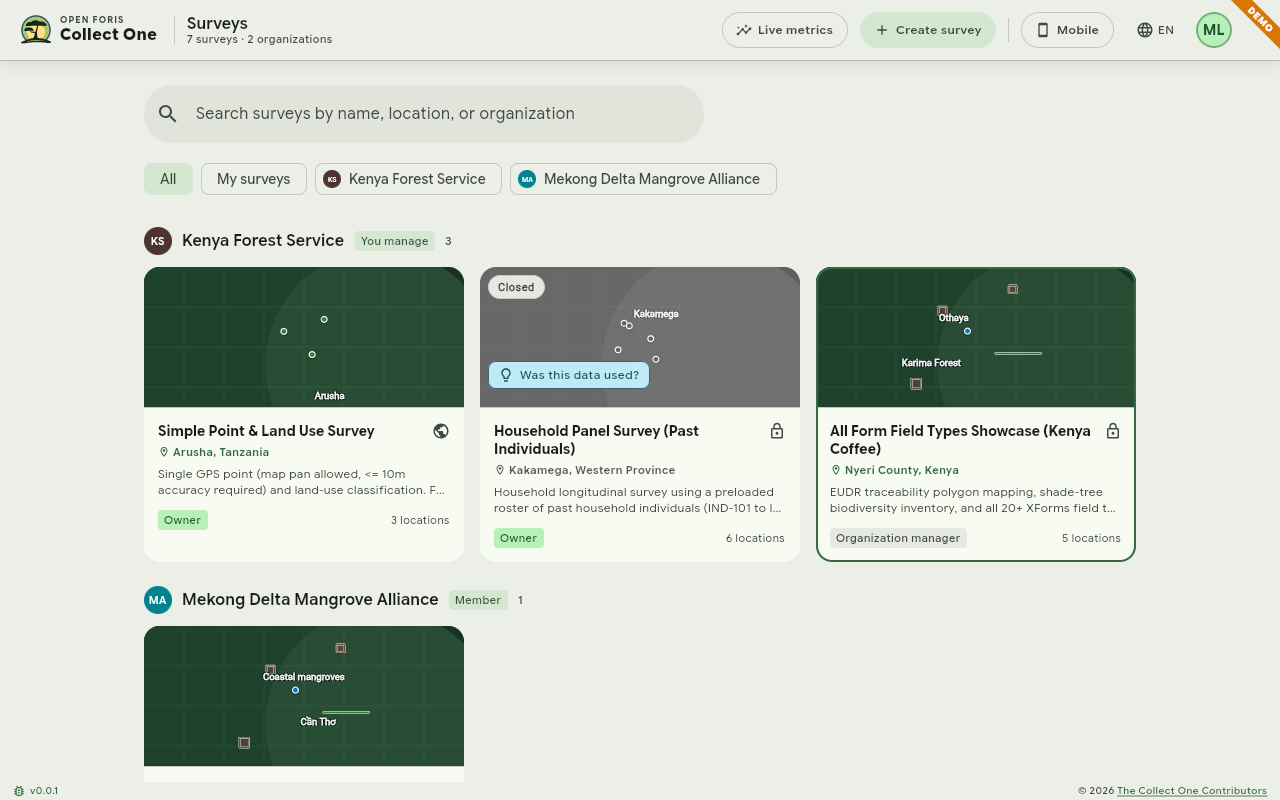 OPEN FORIS
Collect One
Surveys
7 surveys · 2 organizations
Live metrics
Create survey
Mobile
EN
ML
DEMO
Search surveys by name, location, or organization
All
My surveys
KS Kenya Forest Service
MA Mekong Delta Mangrove Alliance
KS Kenya Forest Service You manage 3
Arusha
Simple Point & Land Use Survey
Arusha, Tanzania
Single GPS point (map pan allowed, <= 10m
accuracy required) and land-use classification. F...
Owner
3 locations
Closed
Kakamega
Was this data used?
Household Panel Survey (Past
Individuals)
Kakamega, Western Province
Household longitudinal survey using a preloaded
roster of past household individuals (IND-101 to I...
Owner
6 locations
Othaya
Karima Forest
All Form Field Types Showcase (Kenya
Coffee)
Nyeri County, Kenya
EUDR traceability polygon mapping, shade-tree
biodiversity inventory, and all 20+ XForms field t...
Organization manager
5 locations
MA Mekong Delta Mangrove Alliance Member 1
Coastal mangroves
Cần Thơ
v0.0.1
© 2026 The Collect One Contributors